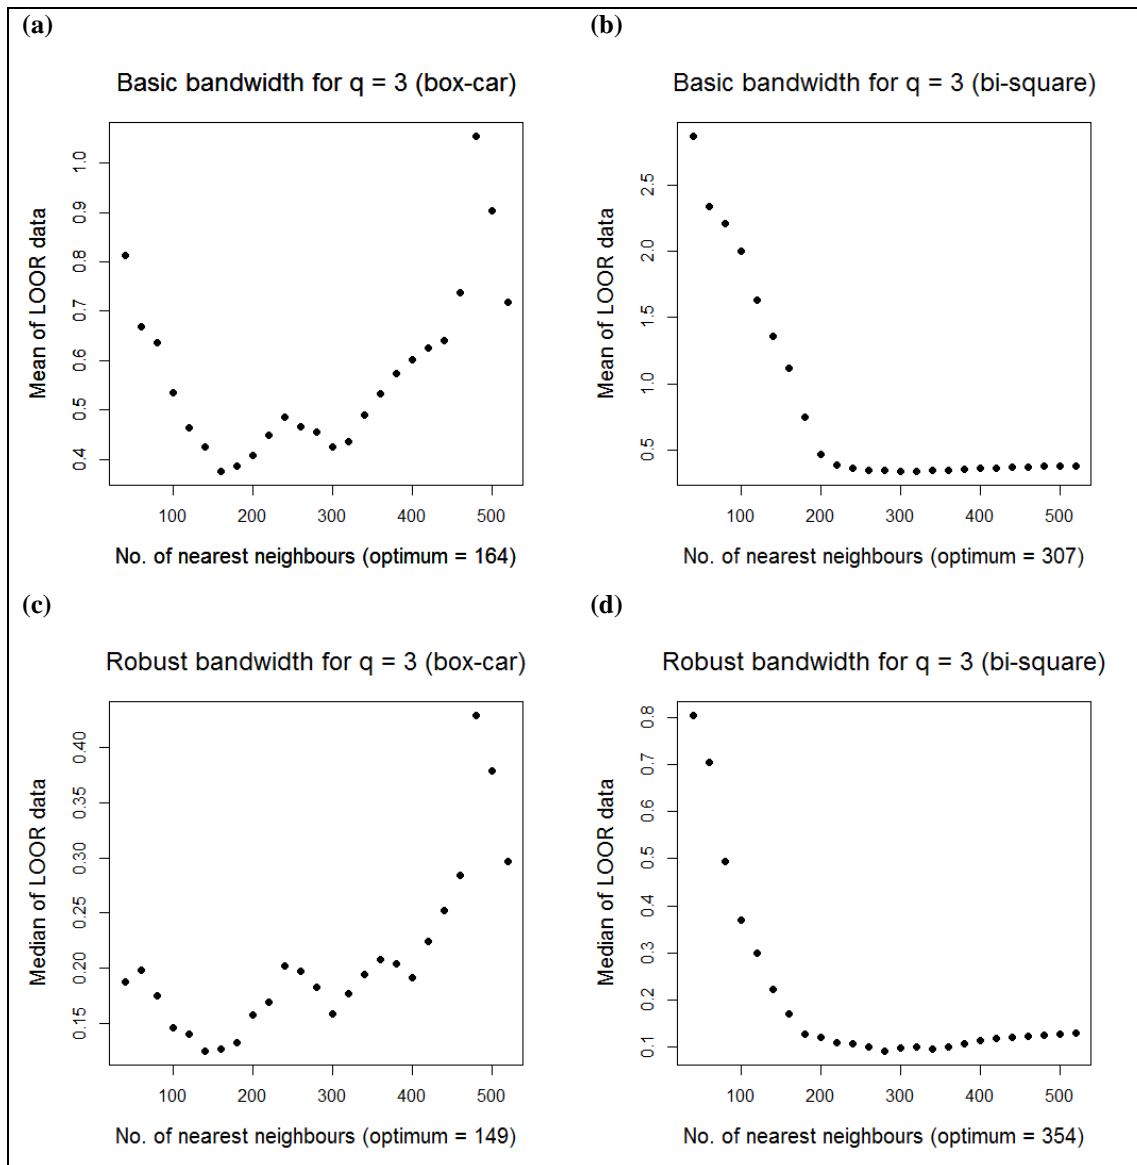 (a)
Basic bandwidth for q = 3 (box-car)
Mean of LOOR data
1.0
0.9
0.8
0.7
0.6
0.5
0.4
100 200 300 400 500
No. of nearest neighbours (optimum = 164)
(b)
Basic bandwidth for q = 3 (bi-square)
Mean of LOOR data
2.5
2.0
1.5
1.0
0.5
100 200 300 400 500
No. of nearest neighbours (optimum = 307)
(c)
Robust bandwidth for q = 3 (box-car)
Median of LOOR data
0.40
0.35
0.30
0.25
0.20
0.15
100 200 300 400 500
No. of nearest neighbours (optimum = 149)
(d)
Robust bandwidth for q = 3 (bi-square)
Median of LOOR data
0.8
0.7
0.6
0.5
0.4
0.3
0.2
0.1
100 200 300 400 500
No. of nearest neighbours (optimum = 354)